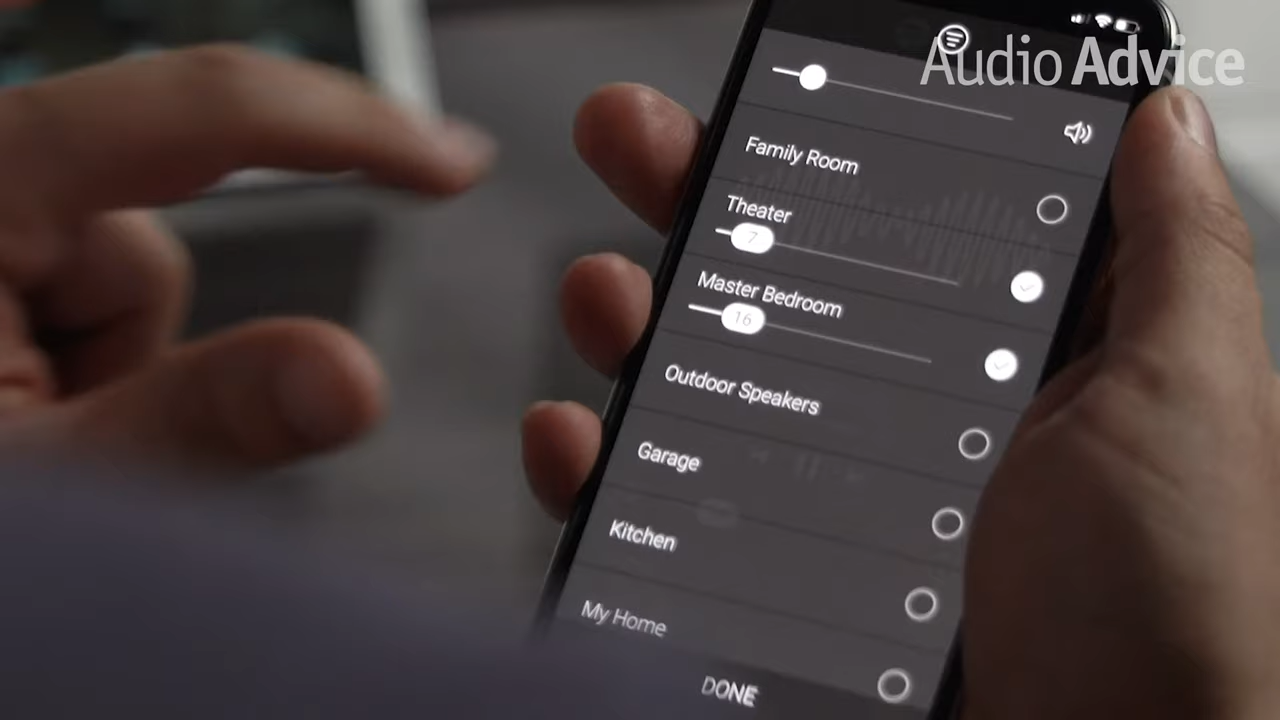 Audio Advice
Family Room
Theater
7
Master Bedroom
16
Outdoor Speakers
Garage
Kitchen
My Home
DONE